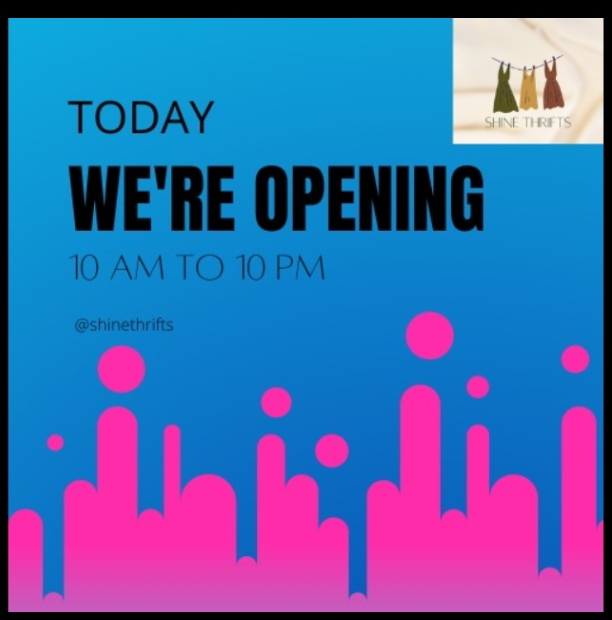 SHINE THRIFTS
TODAY
WE'RE OPENING
10 AM TO 10 PM
@shinethrifts